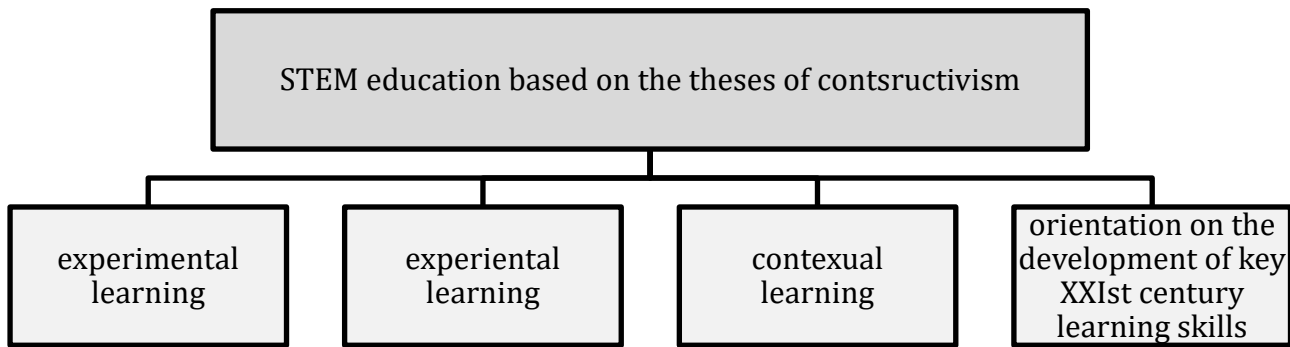 STEM education based on the theses of contsructivism
experimental
learning
experiental
learning
contexual
learning
orientation on the
development of key
XXIst century
learning skills